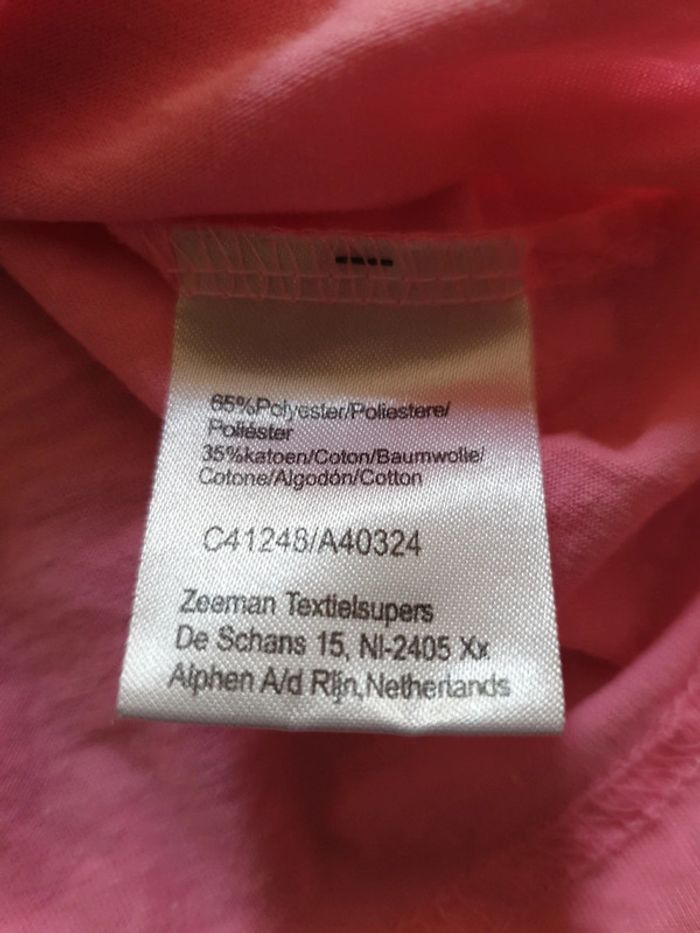 65%Polyester/Poliestere/
Poliéster
35%katoen/Coton/Baumwolle/
Cotone/Algodón/Cotton
C41248/A40324
Zeeman Textielsupers
De Schans 15, Nl-2405 Xx
Alphen A/d Rijn,Netherlands